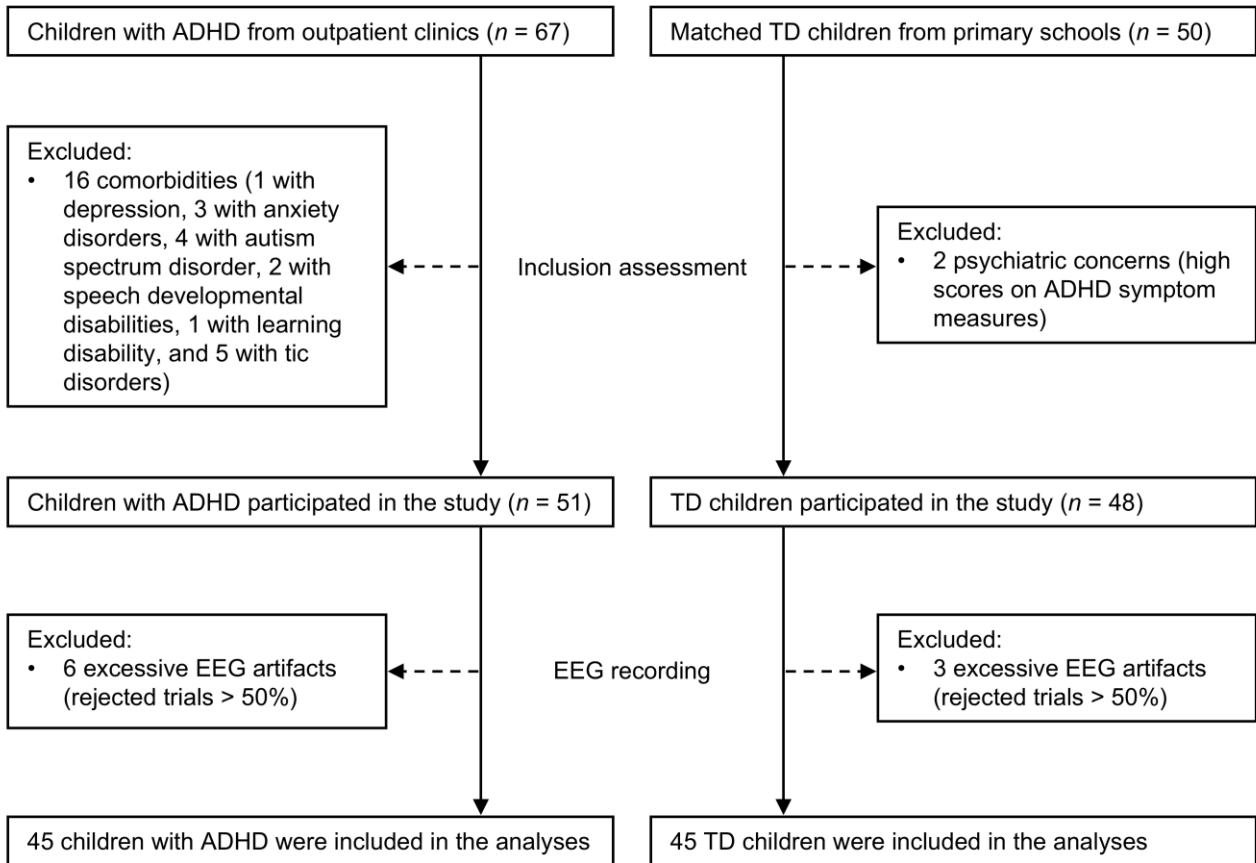 Children with ADHD from outpatient clinics (n = 67)
Matched TD children from primary schools (n = 50)
Excluded:
• 16 comorbidities (1 with
depression, 3 with anxiety
disorders, 4 with autism
spectrum disorder, 2 with
speech developmental
disabilities, 1 with learning
disability, and 5 with tic
disorders)
Inclusion assessment
Excluded:
• 2 psychiatric concerns (high
scores on ADHD symptom
measures)
Children with ADHD participated in the study (n = 51)
TD children participated in the study (n = 48)
Excluded:
• 6 excessive EEG artifacts
(rejected trials > 50%)
EEG recording
Excluded:
• 3 excessive EEG artifacts
(rejected trials > 50%)
45 children with ADHD were included in the analyses
45 TD children were included in the analyses